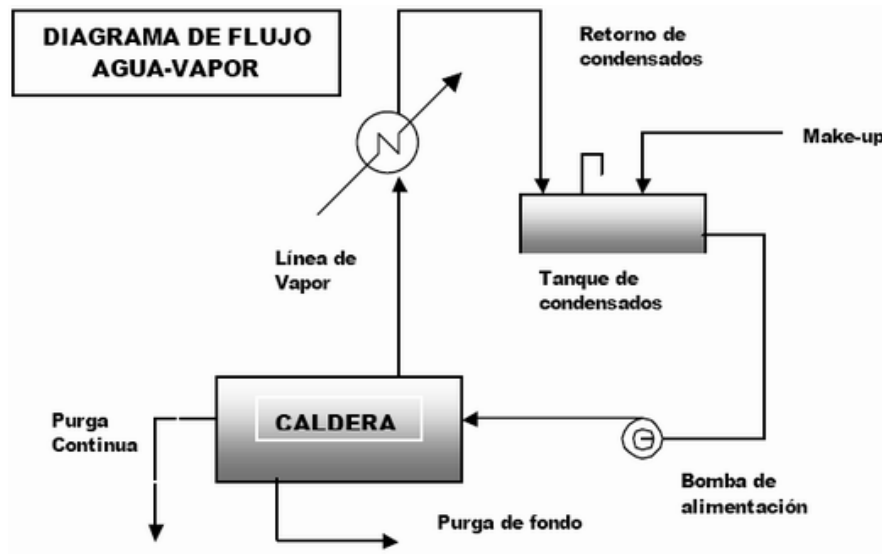 DIAGRAMA DE FLUJO
AGUA-VAPOR
Retorno de
condensados
Make-up
Línea de
Vapor
Tanque de
condensados
Purga
Continua
CALDERA
Bomba de
alimentación
Purga de fondo